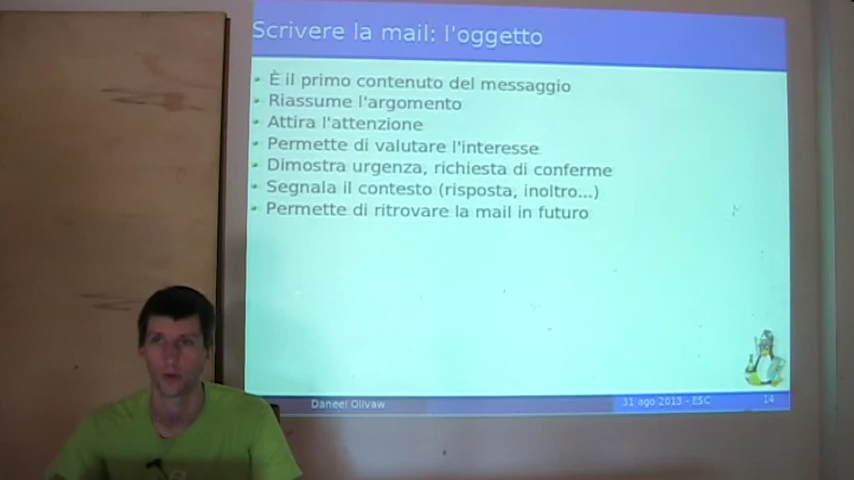 Scrivere la mail: l'oggetto
È il primo contenuto del messaggio
Riassume l'argomento
Attira l'attenzione
Permette di valutare l'interesse
Dimostra urgenza, richiesta di conferme
Segnala il contesto (risposta, inoltro...)
Permette di ritrovare la mail in futuro
Daneel Olivaw
31 ago 2013 - ESC
14